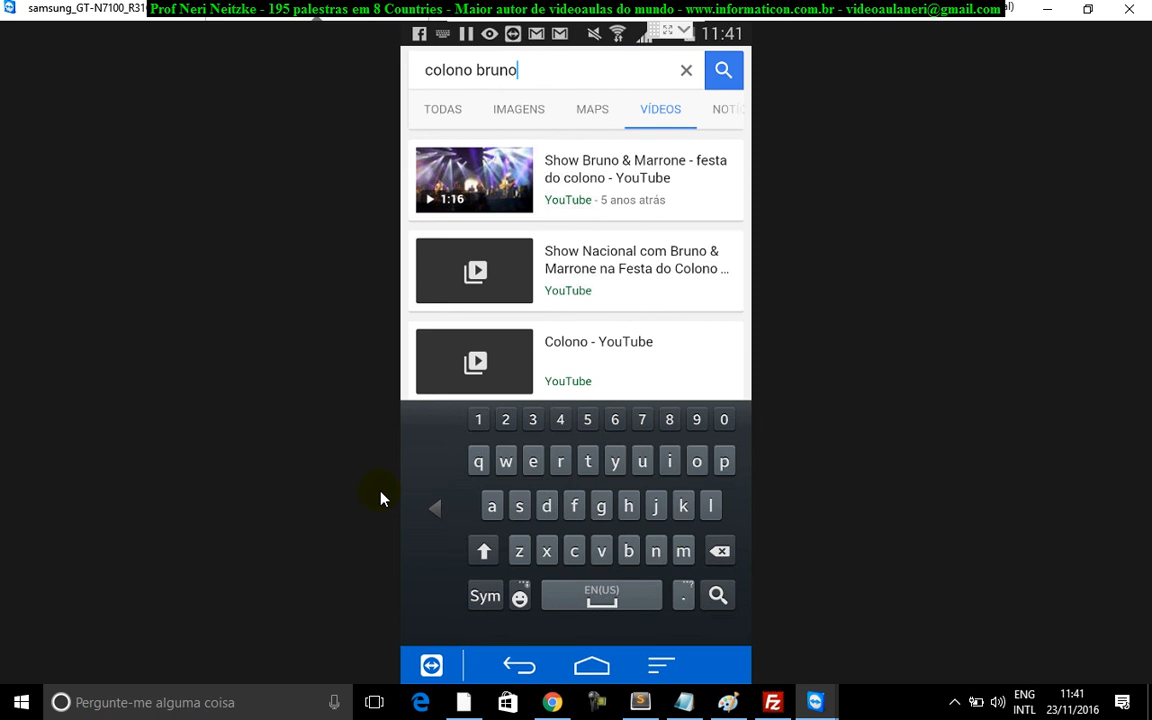 samsung_GT-N7100_R31
Prof Neri Neitzke - 195 palestras em 8 Countries - Maior autor de videoaulas do mundo - www.informaticon.com.br - videoaulaneri@gmail.com
11:41
colono bruno
TODAS IMAGENS MAPS VÍDEOS NOTÍC
Show Bruno & Marrone - festa
do colono - YouTube
1:16
YouTube - 5 anos atrás
Show Nacional com Bruno &
Marrone na Festa do Colono ...
YouTube
Colono - YouTube
YouTube
1 2 3 4 5 6 7 8 9 0
q w e r t y u i o p
a s d f g h j k l
z x c v b n m
Sym EN(US) .
Pergunte-me alguma coisa
ENG
INTL
11:41
23/11/2016